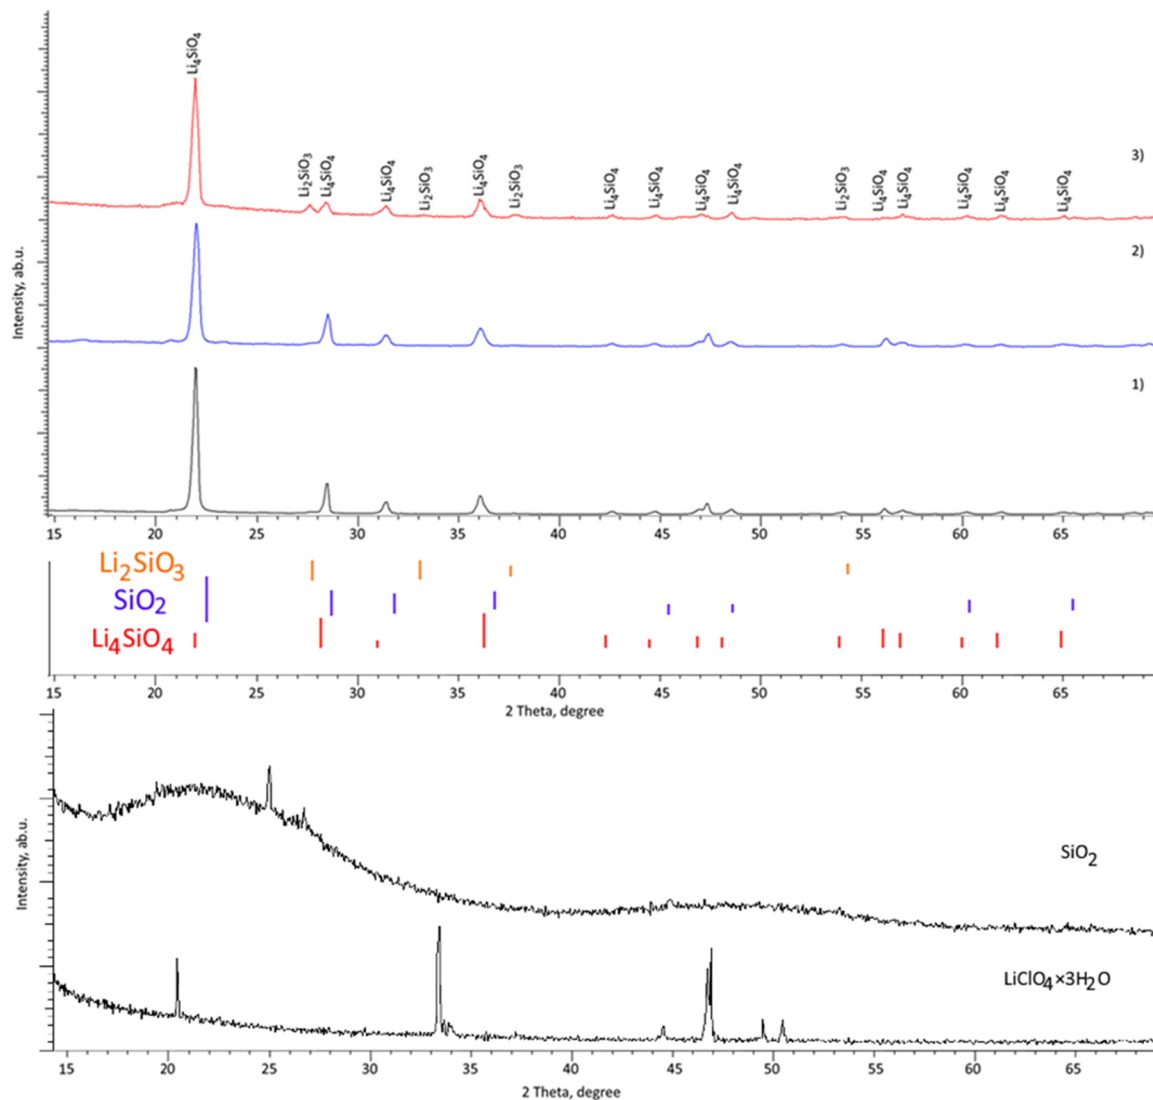 Li₄SiO₄
Li₂SiO₃ Li₄SiO₄ Li₄SiO₄ Li₂SiO₃ Li₄SiO₄ Li₂SiO₃ Li₄SiO₄ Li₄SiO₄ Li₄SiO₄ Li₄SiO₄ Li₂SiO₃ Li₄SiO₄ Li₄SiO₄ Li₄SiO₄ Li₄SiO₄ Li₄SiO₄
3)
2)
1)
Intensity, ab.u.
15 20 25 30 35 40 45 50 55 60 65
Li₂SiO₃
SiO₂
Li₄SiO₄
15 20 25 30 35 40 45 50 55 60 65
2 Theta, degree
Intensity, ab.u.
SiO₂
LiClO₄×3H₂O
15 20 25 30 35 40 45 50 55 60 65
2 Theta, degree